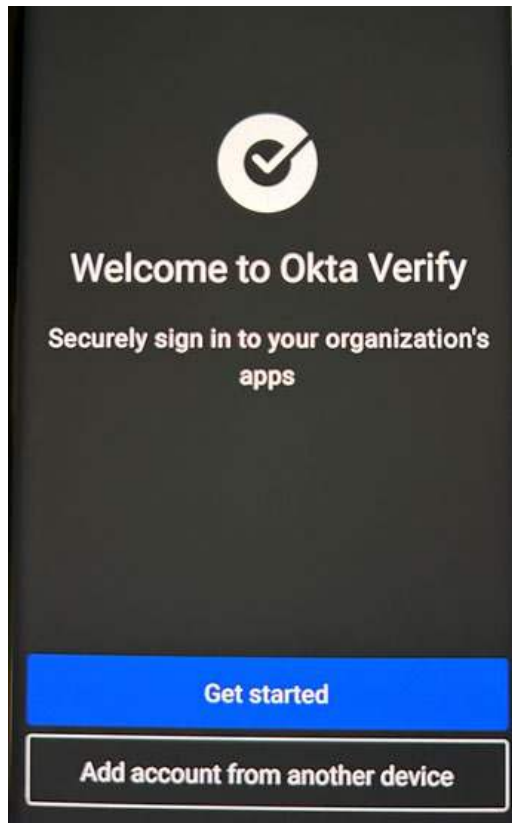 Welcome to Okta Verify
Securely sign in to your organization's
apps
Get started
Add account from another device